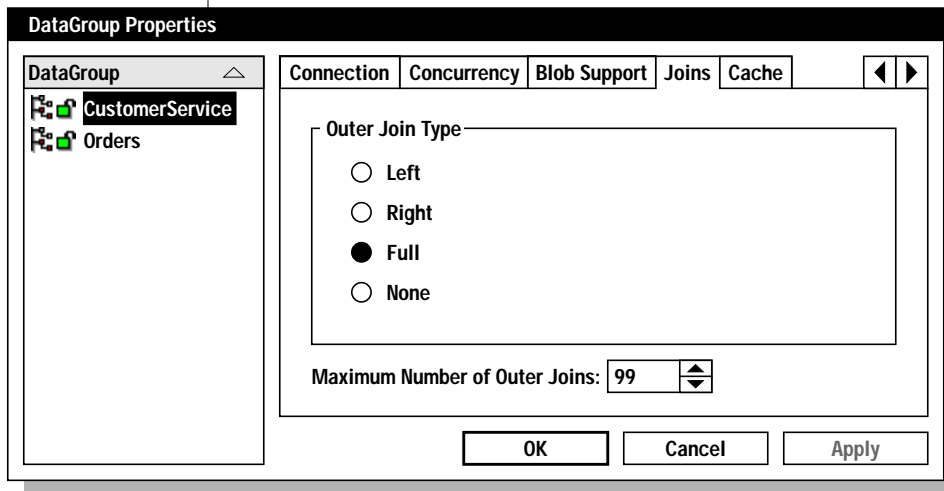 DataGroup Properties
DataGroup
CustomerService
Orders
Connection Concurrency Blob Support Joins Cache
Outer Join Type
Left
Right
Full
None
Maximum Number of Outer Joins: 99
OK Cancel Apply